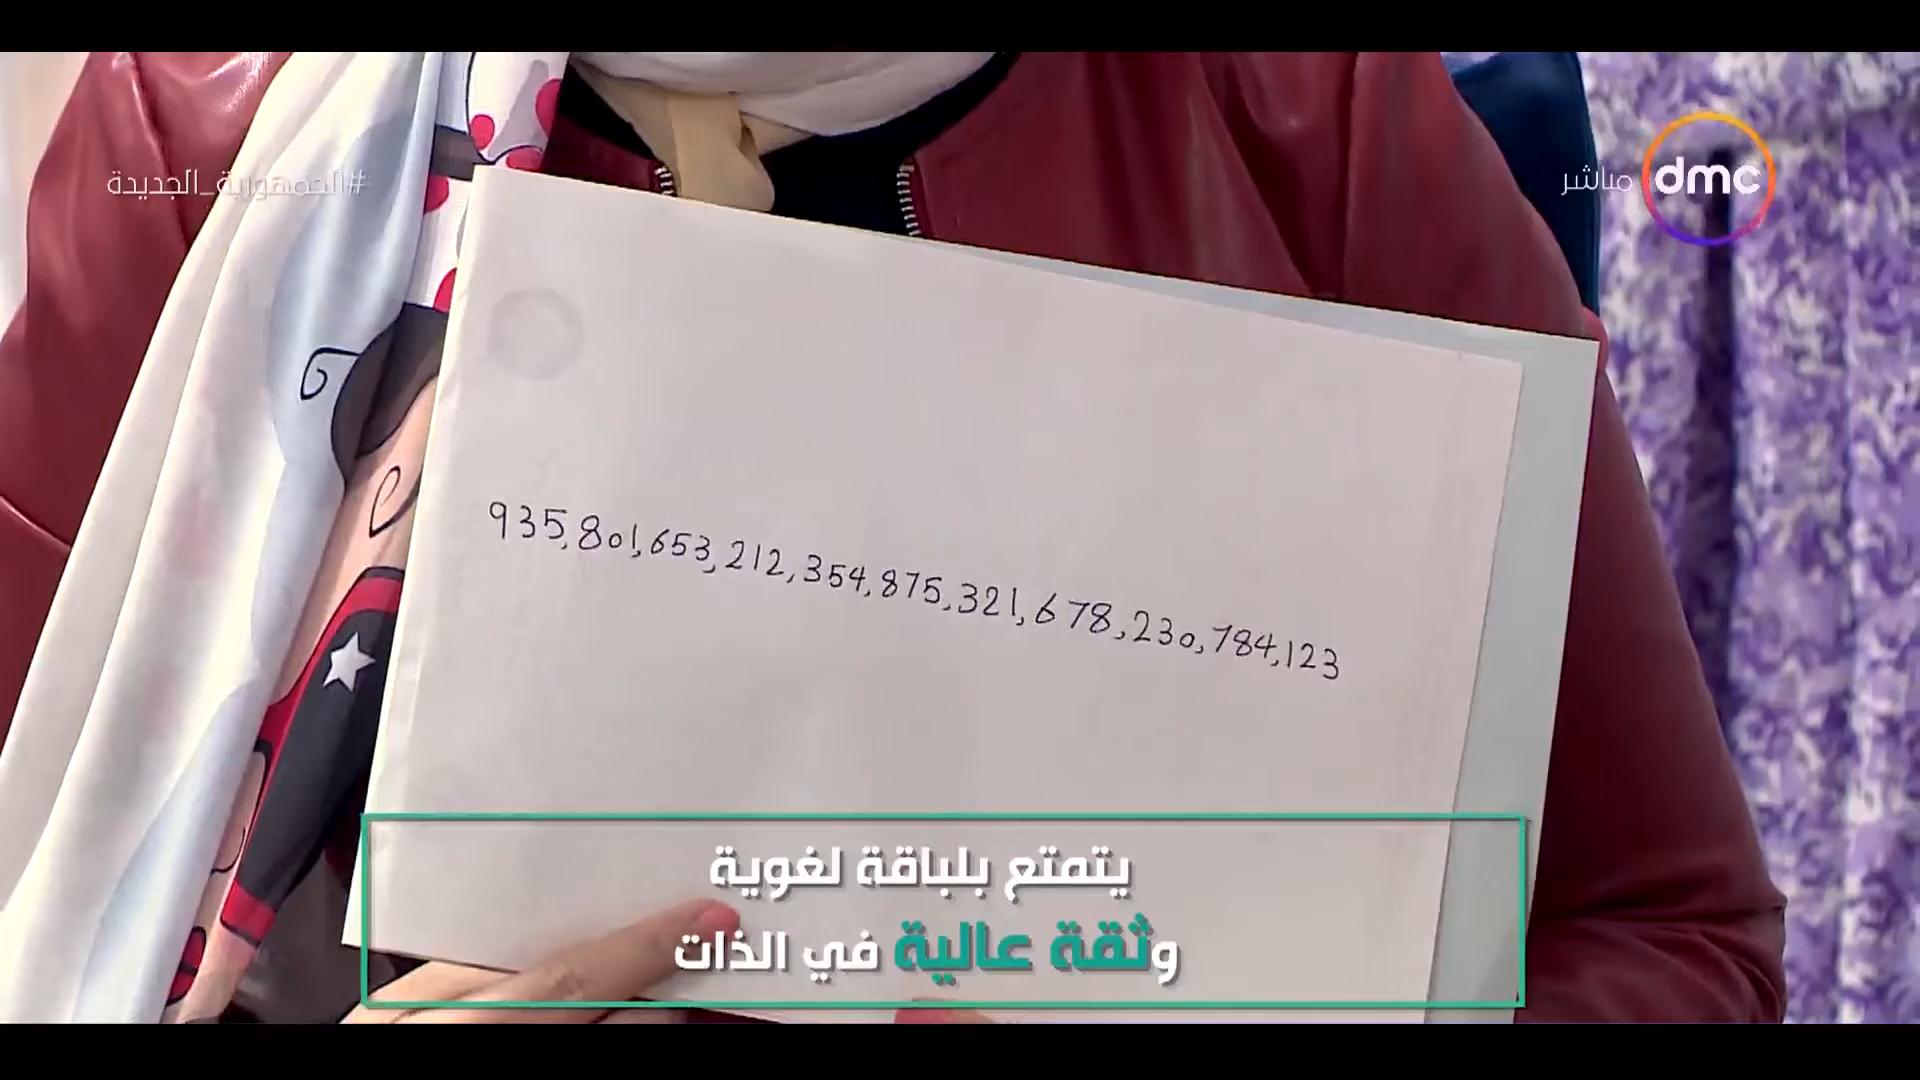 #الجمهورية_الجديدة
مباشر dmc
935,801,653,212,354,875,321,678,230,784,123
يتمتع بلباقة لغوية
وثقة عالية في الذات